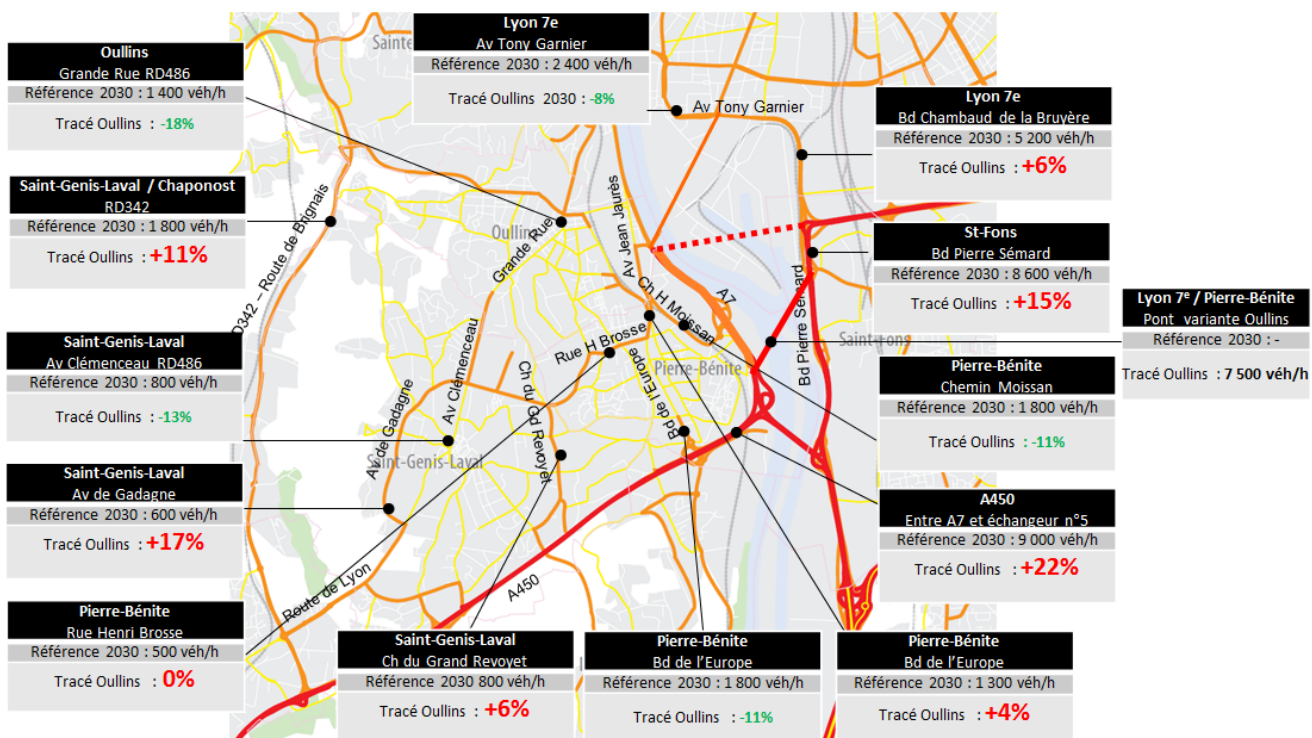 Oullins
Grande Rue RD486
Référence 2030 : 1 400 véh/h
Tracé Oullins : -18%
Lyon 7e
Av Tony Garnier
Référence 2030 : 2 400 véh/h
Tracé Oullins 2030 : -8%
Lyon 7e
Bd Chambaud de la Bruyère
Référence 2030 : 5 200 véh/h
Tracé Oullins : +6%
Saint-Genis-Laval / Chaponost
RD342
Référence 2030 : 1 800 véh/h
Tracé Oullins : +11%
St-Fons
Bd Pierre Sémard
Référence 2030 : 8 600 véh/h
Tracé Oullins : +15%
Lyon 7e / Pierre-Bénite
Pont variante Oullins
Référence 2030 : -
Tracé Oullins : 7 500 véh/h
Saint-Genis-Laval
Av Clémenceau RD486
Référence 2030 : 800 véh/h
Tracé Oullins : -13%
Pierre-Bénite
Chemin Moissan
Référence 2030 : 1 800 véh/h
Tracé Oullins : -11%
Saint-Genis-Laval
Av de Gadagne
Référence 2030 : 600 véh/h
Tracé Oullins : +17%
A450
Entre A7 et échangeur n°5
Référence 2030 : 9 000 véh/h
Tracé Oullins : +22%
Pierre-Bénite
Rue Henri Brosse
Référence 2030 : 500 véh/h
Tracé Oullins : 0%
Saint-Genis-Laval
Ch du Grand Revoyet
Référence 2030 800 véh/h
Tracé Oullins : +6%
Pierre-Bénite
Bd de l'Europe
Référence 2030 : 1 800 véh/h
Tracé Oullins : -11%
Pierre-Bénite
Bd de l'Europe
Référence 2030 : 1 300 véh/h
Tracé Oullins : +4%
Av Tony Garnier
Oullins
Grande Rue
Av Jean Jaurès
Ch H Moissan
A7
Bd Pierre Sémard
Rue H Brosse
Pierre-Bénite
Bd de l'Europe
Saint-Fons
D342 – Route de Brignais
Av Clémenceau
Av de Gadagne
Saint-Genis-Laval
Ch du Gd Revoyet
Route de Lyon
A450